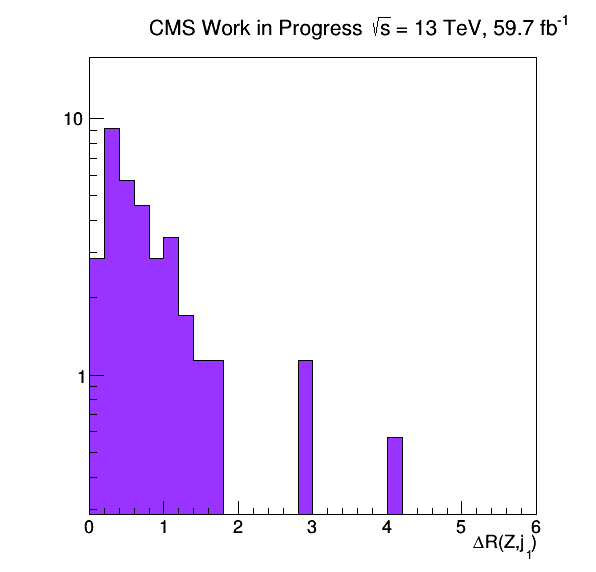 CMS Work in Progress √s = 13 TeV, 59.7 fb⁻¹
10
1
0 1 2 3 4 5 6
ΔR(Z,j₁)